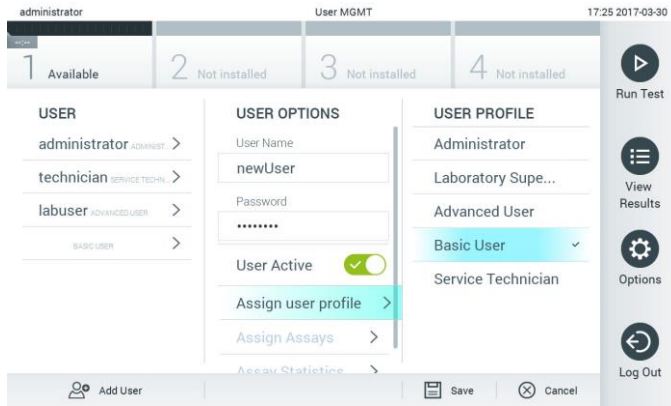 administrator User MGMT 17:25 2017-03-30
1 Available 2 Not installed 3 Not installed 4 Not installed
Run Test
View
Results
Options
Log Out
USER
administrator ADMINIST..
technician SERVICE TECHN..
labuser ADVANCED USER
BASIC USER
USER OPTIONS
User Name
newUser
Password
••••••••
User Active
Assign user profile
Assign Assays
Assay Statistics
USER PROFILE
Administrator
Laboratory Supe...
Advanced User
Basic User
Service Technician
Add User
Save
Cancel